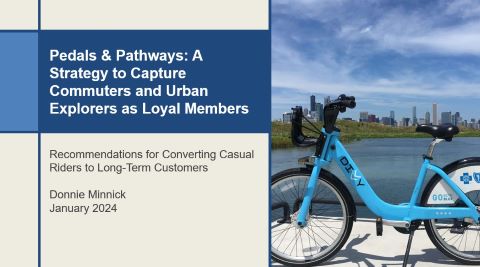 Pedals & Pathways: A
Strategy to Capture
Commuters and Urban
Explorers as Loyal Members
Recommendations for Converting Casual
Riders to Long-Term Customers
Donnie Minnick
January 2024
DIVVY